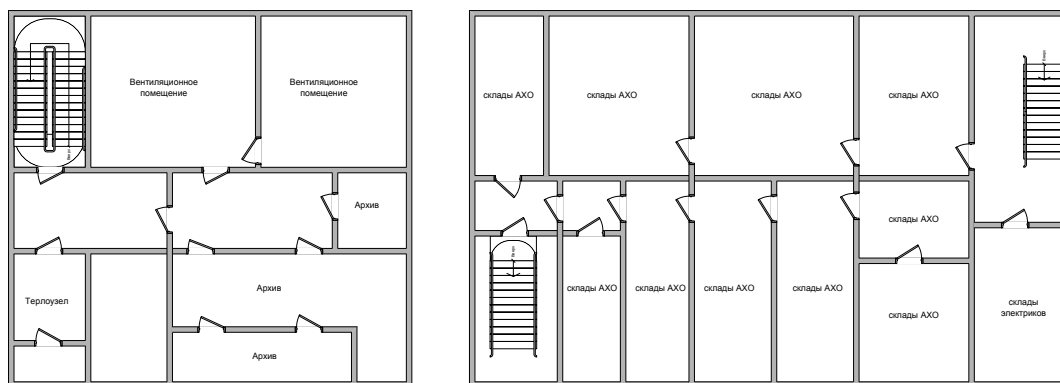 Вентиляционное
помещение
Вентиляционное
помещение
Архив
Архив
Терлоузел
Архив
склады АХО
склады АХО
склады АХО
склады АХО
склады АХО
склады АХО
склады АХО
склады АХО
склады АХО
склады АХО
склады
электриков